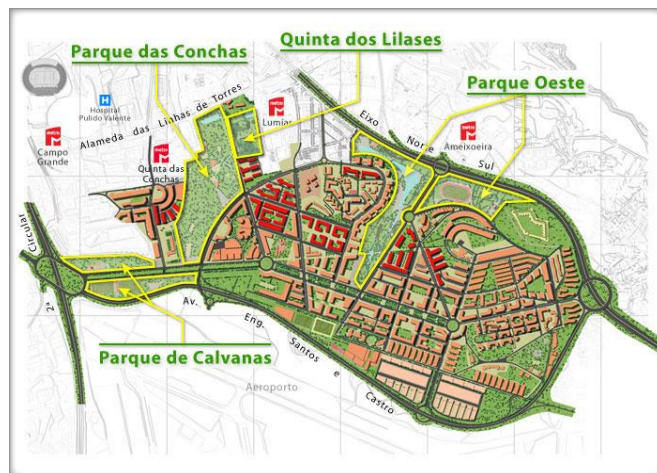 Quinta dos Lilases
Parque das Conchas
Parque Oeste
Hospital
Pulido Valente
Alameda das Linhas de Torres
metro
Lumiar
Eixo Norte Sul
metro
Ameixoeira
metro
Campo
Grande
metro
Quinta das
Conchas
2ª Circular
Av. Eng. Santos e Castro
Parque de Calvanas
Aeroporto